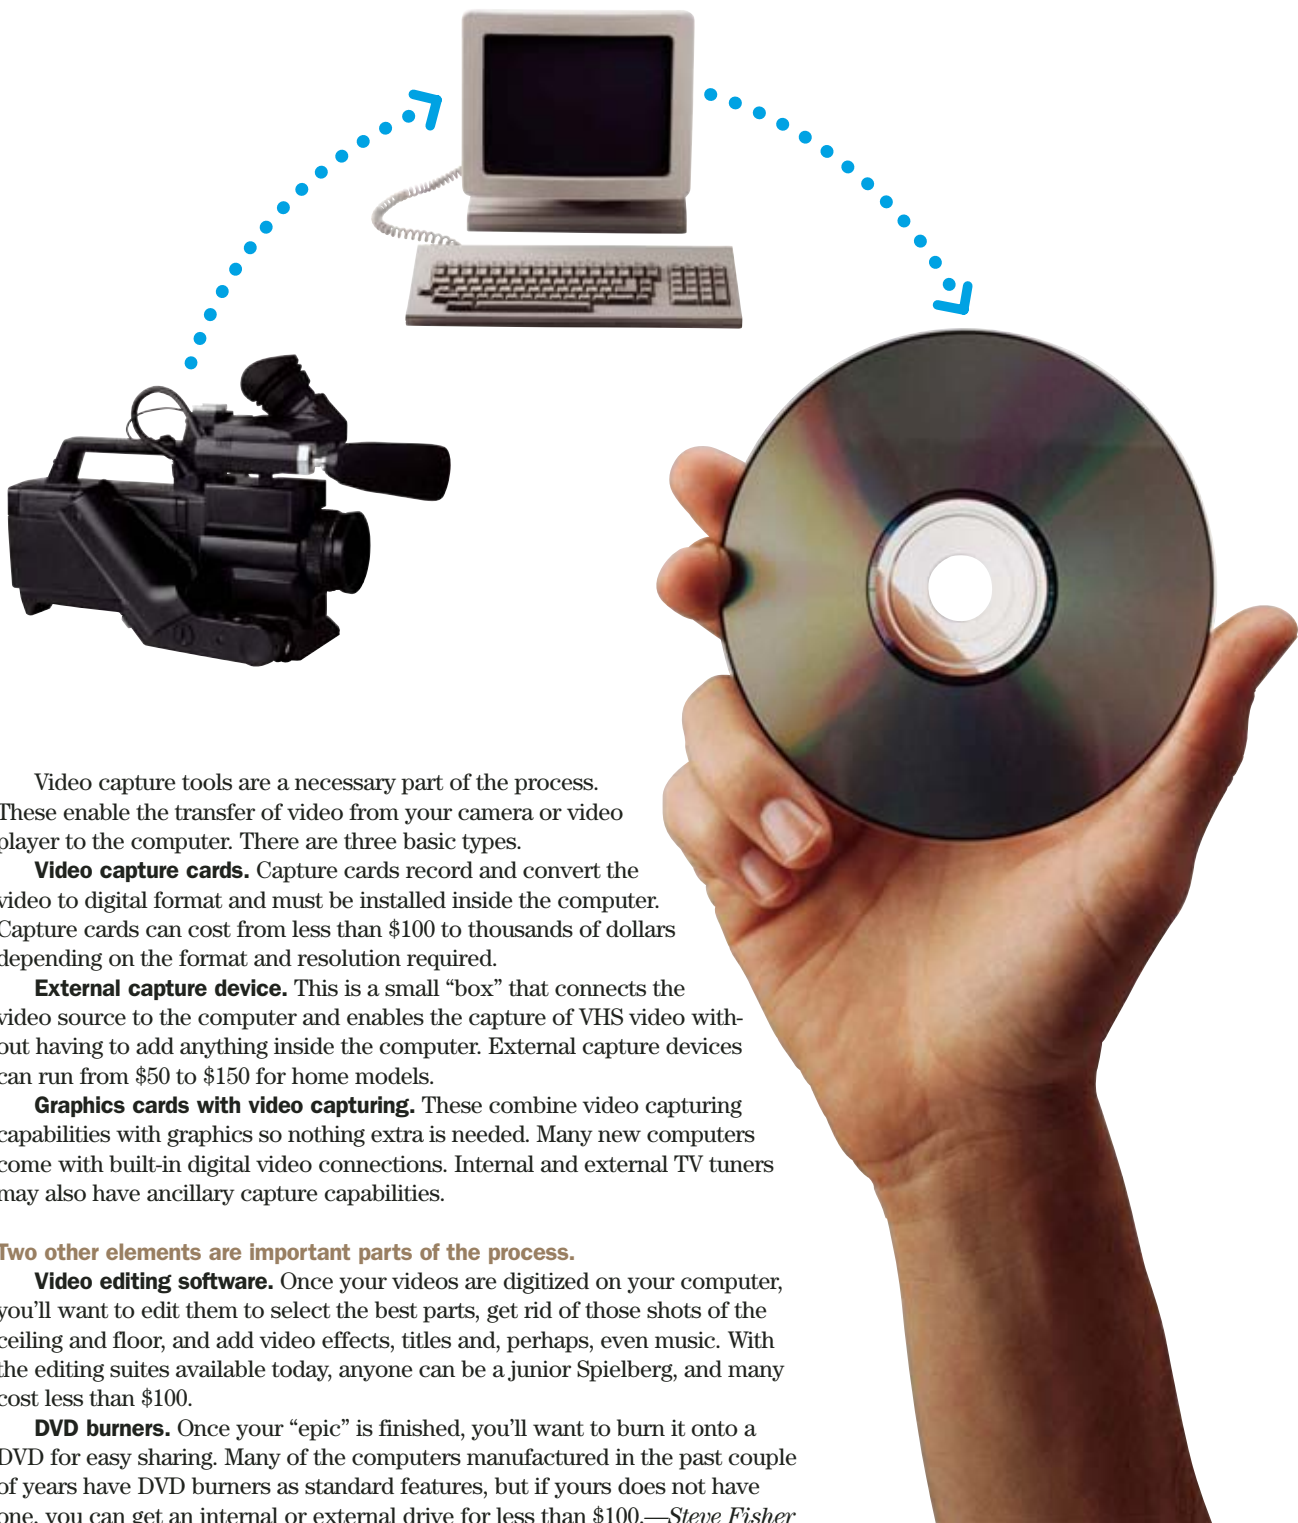 Video capture tools are a necessary part of the process.
These enable the transfer of video from your camera or video
player to the computer. There are three basic types.
Video capture cards. Capture cards record and convert the
video to digital format and must be installed inside the computer.
Capture cards can cost from less than $100 to thousands of dollars
depending on the format and resolution required.
External capture device. This is a small “box” that connects the
video source to the computer and enables the capture of VHS video with-
out having to add anything inside the computer. External capture devices
can run from $50 to $150 for home models.
Graphics cards with video capturing. These combine video capturing
capabilities with graphics so nothing extra is needed. Many new computers
come with built-in digital video connections. Internal and external TV tuners
may also have ancillary capture capabilities.
Two other elements are important parts of the process.
Video editing software. Once your videos are digitized on your computer,
you’ll want to edit them to select the best parts, get rid of those shots of the
ceiling and floor, and add video effects, titles and, perhaps, even music. With
the editing suites available today, anyone can be a junior Spielberg, and many
cost less than $100.
DVD burners. Once your “epic” is finished, you’ll want to burn it onto a
DVD for easy sharing. Many of the computers manufactured in the past couple
of years have DVD burners as standard features, but if yours does not have
one, you can get an internal or external drive for less than $100.—Steve Fisher